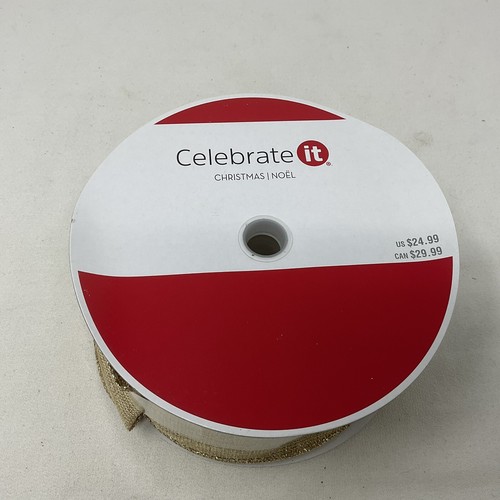 Celebrate it®
CHRISTMAS | NOËL
US $24.99
CAN $29.99